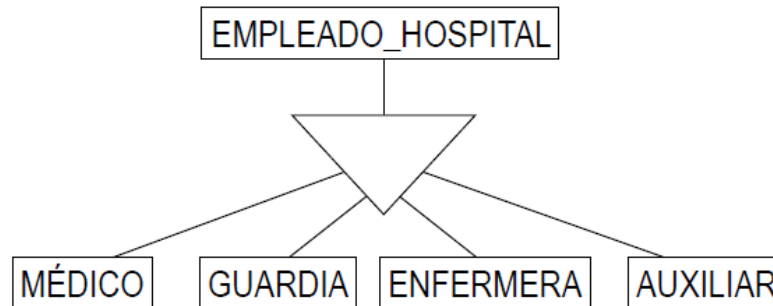 EMPLEADO_HOSPITAL
MÉDICO GUARDIA ENFERMERA AUXILIAR